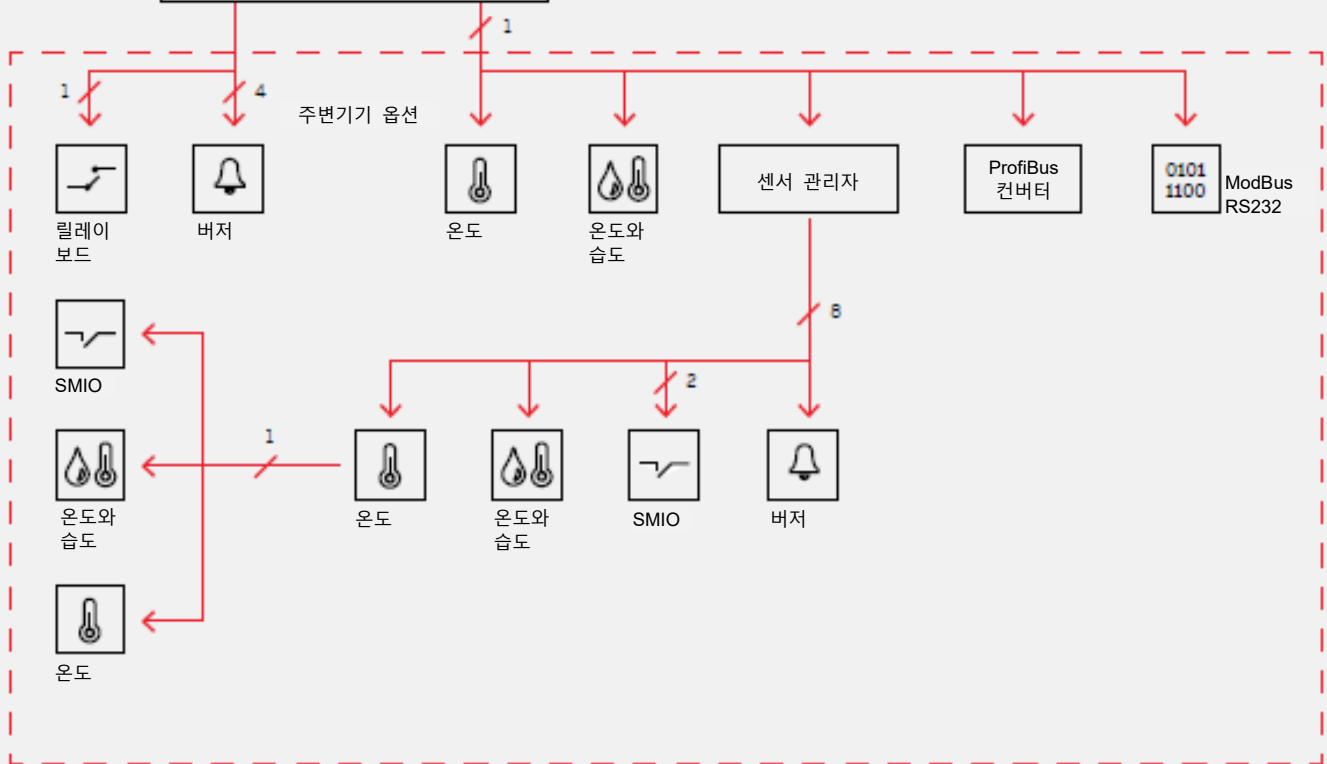 1
1
4
주변기기 옵션
0101
1100
ProfiBus
컨버터
센서 관리자
ModBus
RS232
릴레이
보드
버저
온도
온도와
습도
8
SMIO
2
1
온도와
습도
온도
온도와
습도
SMIO
버저
온도